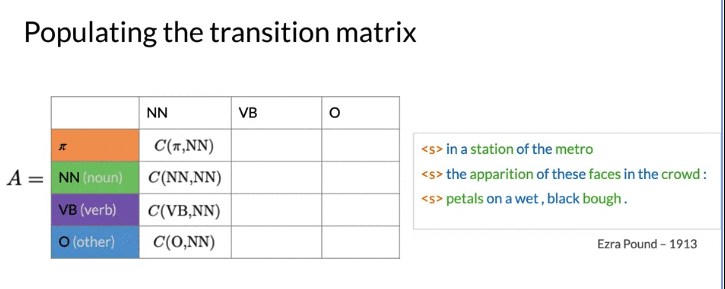 Populating the transition matrix
NN VB O
π C(π,NN)
A = NN (noun) C(NN,NN)
VB (verb) C(VB,NN)
O (other) C(O,NN)
<s> in a station of the metro
<s> the apparition of these faces in the crowd :
<s> petals on a wet , black bough .
Ezra Pound – 1913